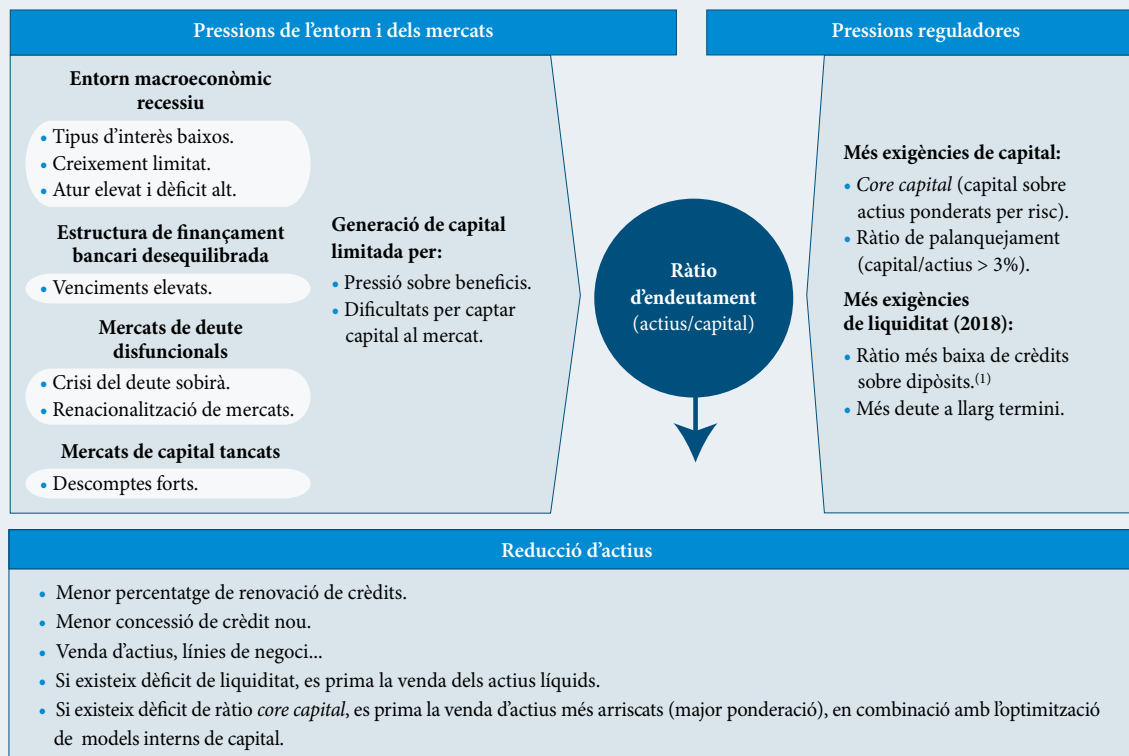 Pressions de l'entorn i dels mercats
Entorn macroeconòmic
recessiu
• Tipus d'interès baixos.
• Creixement limitat.
• Atur elevat i dèficit alt.
Estructura de finançament
bancari desequilibrada
• Venciments elevats.
Mercats de deute
disfuncionals
• Crisi del deute sobirà.
• Renacionalització de mercats.
Mercats de capital tancats
• Descomptes forts.
Generació de capital
limitada per:
• Pressió sobre beneficis.
• Dificultats per captar
capital al mercat.
Ràtio
d'endeutament
(actius/capital)
Pressions reguladores
Més exigències de capital:
• Core capital (capital sobre
actius ponderats per risc).
• Ràtio de palanquejament
(capital/actius > 3%).
Més exigències
de liquiditat (2018):
• Ràtio més baixa de crèdits
sobre dipòsits.(1)
• Més deute a llarg termini.
Reducció d'actius
• Menor percentatge de renovació de crèdits.
• Menor concessió de crèdit nou.
• Venda d'actius, línies de negoci...
• Si existeix dèficit de liquiditat, es prima la venda dels actius líquids.
• Si existeix dèficit de ràtio core capital, es prima la venda d'actius més arriscats (major ponderació), en combinació amb l'optimització
de models interns de capital.